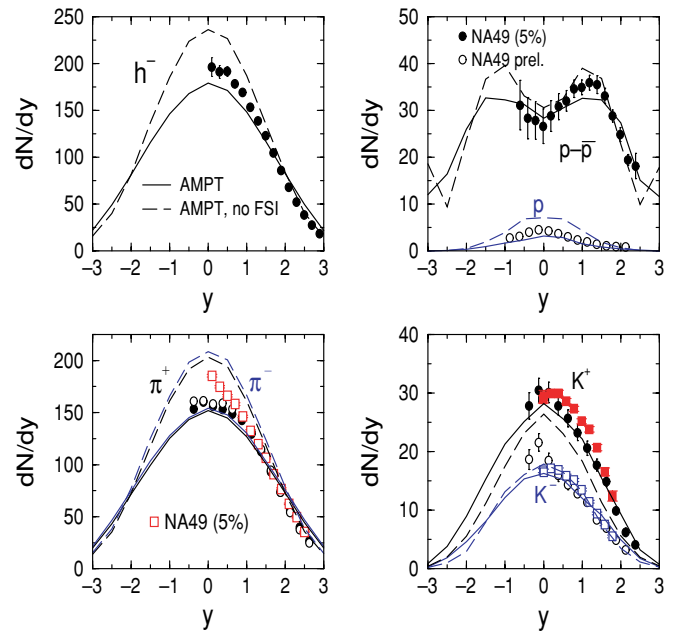 250
200
150
100
50
0
dN/dy
h⁻
AMPT
AMPT, no FSI
−3 −2 −1 0 1 2 3
y
50
40
30
20
10
0
dN/dy
NA49 (5%)
NA49 prel.
p−p̅
p
−3 −2 −1 0 1 2 3
y
200
150
100
50
0
dN/dy
π⁺
π⁻
NA49 (5%)
−3 −2 −1 0 1 2 3
y
40
30
20
10
0
dN/dy
K⁺
K⁻
−3 −2 −1 0 1 2 3
y